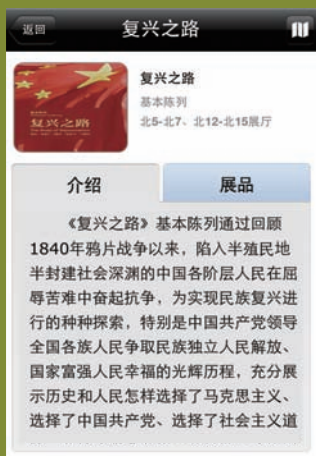 返回
复兴之路
复兴之路
复兴之路
基本陈列
北5-北7、北12-北15展厅
介绍
展品
《复兴之路》基本陈列通过回顾
1840年鸦片战争以来，陷入半殖民地
半封建社会深渊的中国各阶层人民在屈
辱苦难中奋起抗争，为实现民族复兴进
行的种种探索，特别是中国共产党领导
全国各族人民争取民族独立人民解放、
国家富强人民幸福的光辉历程，充分展
示历史和人民怎样选择了马克思主义、
选择了中国共产党、选择了社会主义道